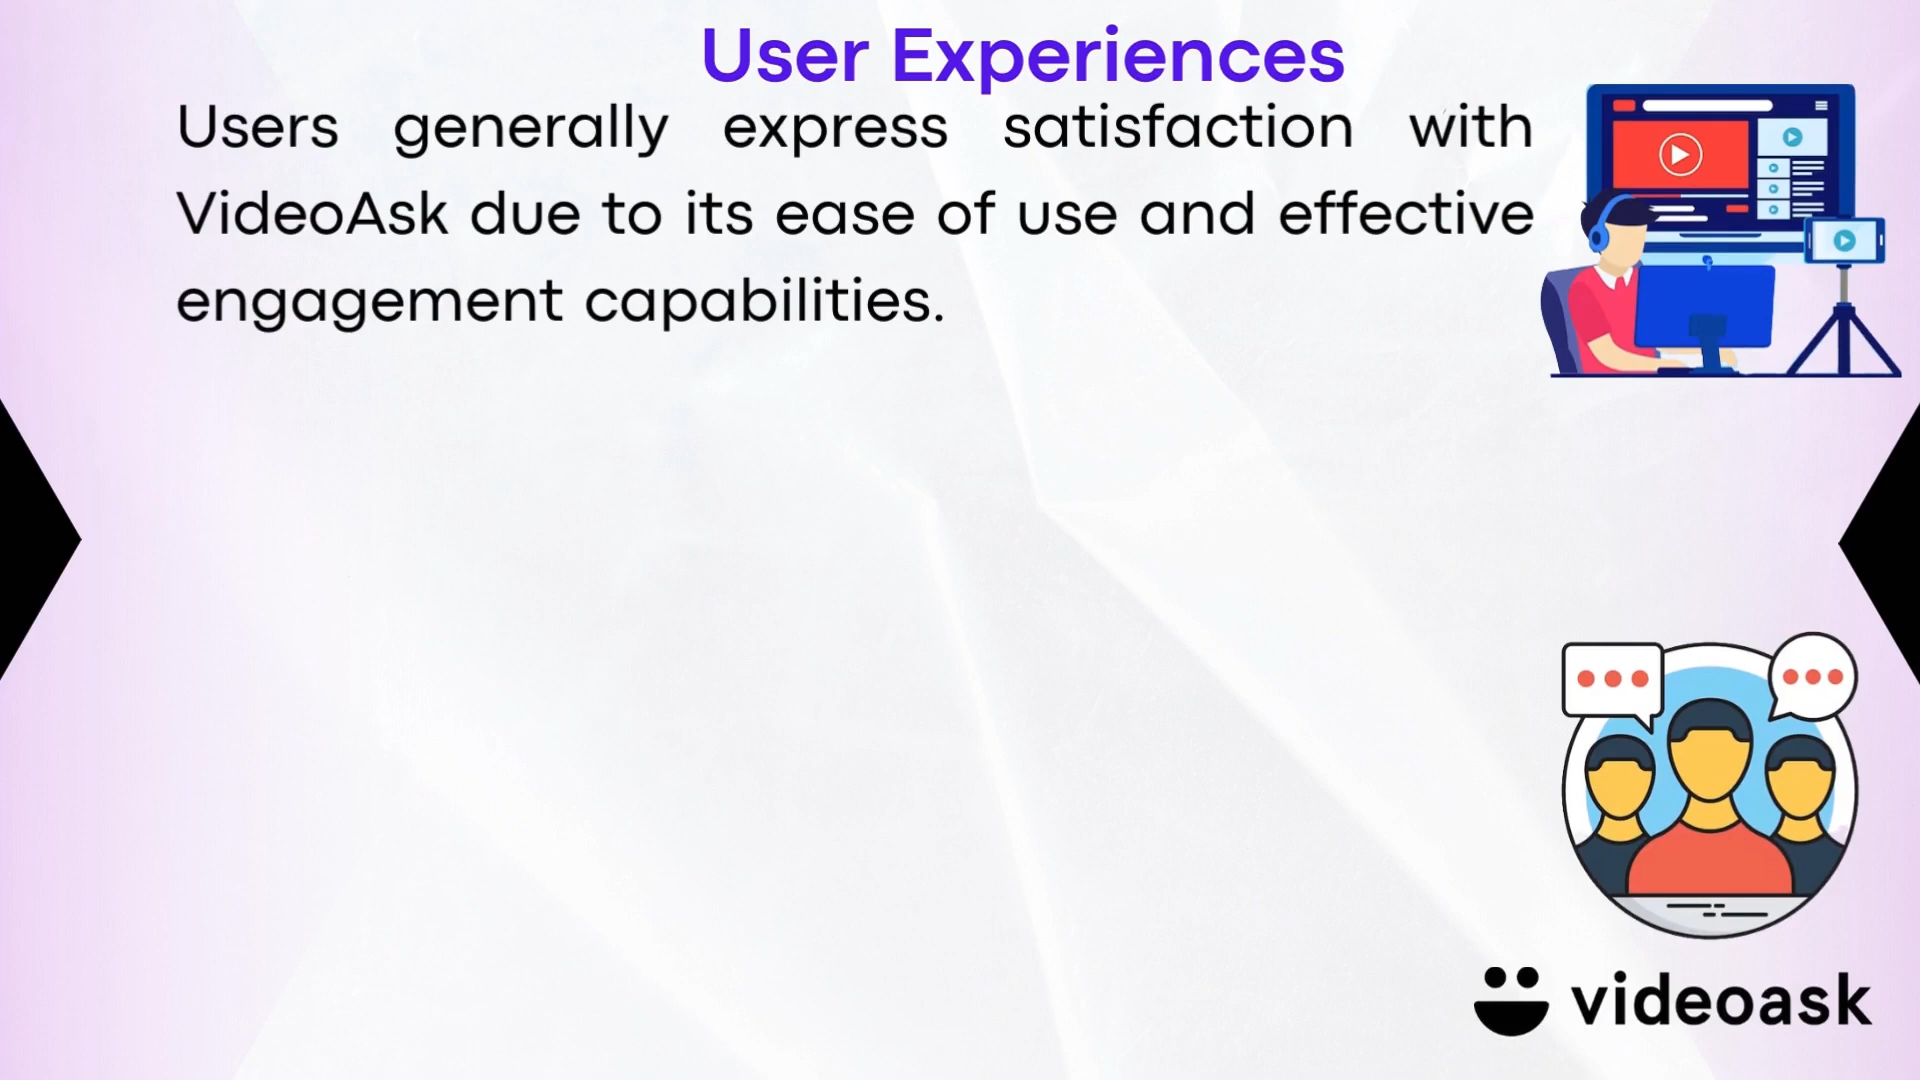 User Experiences
Users generally express satisfaction with
VideoAsk due to its ease of use and effective
engagement capabilities.
videoask